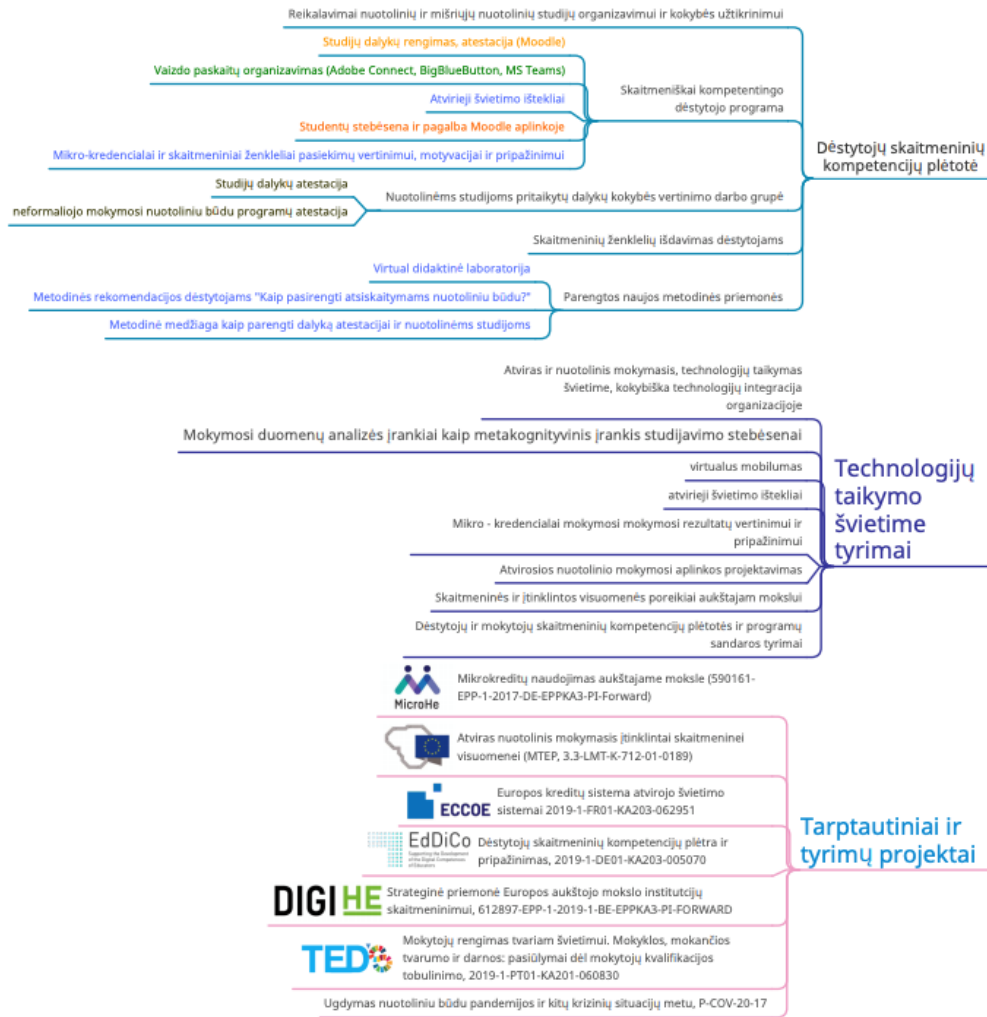 Reikalavimai nuotolinių ir mišriųjų nuotolinių studijų organizavimui ir kokybės užtikrinimui
Studijų dalykų rengimas, atestacija (Moodle)
Vaizdo paskaitų organizavimas (Adobe Connect, BigBlueButton, MS Teams)
Atvirieji švietimo ištekliai
Studentų stebėsena ir pagalba Moodle aplinkoje
Mikro-kredencialai ir skaitmeniniai ženkleliai pasiekimų vertinimui, motyvacijai ir pripažinimui
Skaitmeniškai kompetentingo
dėstytojo programa
Studijų dalykų atestacija
neformaliojo mokymosi nuotoliniu būdu programų atestacija
Nuotolinėms studijoms pritaikytų dalykų kokybės vertinimo darbo grupė
Skaitmeninių ženklelių išdavimas dėstytojams
Virtual didaktinė laboratorija
Metodinės rekomendacijos dėstytojams "Kaip pasirengti atsiskaitymams nuotoliniu būdu?"
Metodinė medžiaga kaip parengti dalyką atestacijai ir nuotolinėms studijoms
Parengtos naujos metodinės priemonės
Dėstytojų skaitmeninių
kompetencijų plėtotė
Atviras ir nuotolinis mokymasis, technologijų taikymas
švietime, kokybiška technologijų integracija
organizacijoje
Mokymosi duomenų analizės įrankiai kaip metakognityvinis įrankis studijavimo stebėsenai
virtualus mobilumas
atvirieji švietimo ištekliai
Mikro - kredencialai mokymosi mokymosi rezultatų vertinimui ir
pripažinimui
Atvirosios nuotolinio mokymosi aplinkos projektavimas
Skaitmeninės ir įtinklintos visuomenės poreikiai aukštajam mokslui
Dėstytojų ir mokytojų skaitmeninių kompetencijų plėtotės ir programų
sandaros tyrimai
Technologijų
taikymo
švietime
tyrimai
MicroHe
Mikrokreditų naudojimas aukštajame moksle (590161-
EPP-1-2017-DE-EPPKA3-PI-Forward)
Atviras nuotolinis mokymasis įtinklintai skaitmeninei
visuomenei (MTEP, 3.3-LMT-K-712-01-0189)
ECCOE
Europos kreditų sistema atvirojo švietimo
sistemai 2019-1-FR01-KA203-062951
EdDiCo
Supporting the Development
of the Digital Competences
of Educators
Dėstytojų skaitmeninių kompetencijų plėtra ir
pripažinimas, 2019-1-DE01-KA203-005070
DIGI HE
Strateginė priemonė Europos aukštojo mokslo institutcijų
skaitmeninimui, 612897-EPP-1-2019-1-BE-EPPKA3-PI-FORWARD
TED
Mokytojų rengimas tvariam švietimui. Mokyklos, mokančios
tvarumo ir darnos: pasiūlymai dėl mokytojų kvalifikacijos
tobulinimo, 2019-1-PT01-KA201-060830
Ugdymas nuotoliniu būdu pandemijos ir kitų krizinių situacijų metu, P-COV-20-17
Tarptautiniai ir
tyrimų projektai